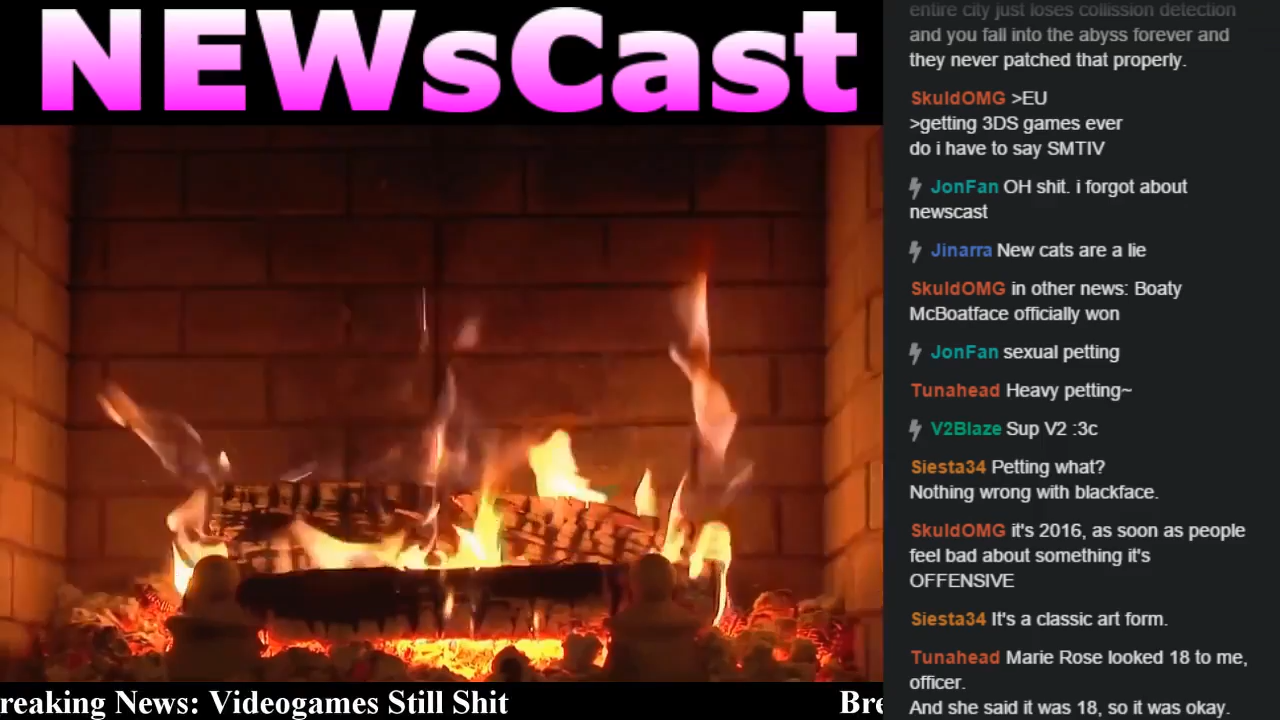 NEWsCast
entire city just loses collission detection
and you fall into the abyss forever and
they never patched that properly.
SkuldOMG >EU
>getting 3DS games ever
do i have to say SMTIV
JonFan OH shit. i forgot about
newscast
Jinarra New cats are a lie
SkuldOMG in other news: Boaty
McBoatface officially won
JonFan sexual petting
Tunahead Heavy petting~
V2Blaze Sup V2 :3c
Siesta34 Petting what?
Nothing wrong with blackface.
SkuldOMG it's 2016, as soon as people
feel bad about something it's
OFFENSIVE
Siesta34 It's a classic art form.
Tunahead Marie Rose looked 18 to me,
officer.
And she said it was 18, so it was okay.
reaking News: Videogames Still Shit
Bre